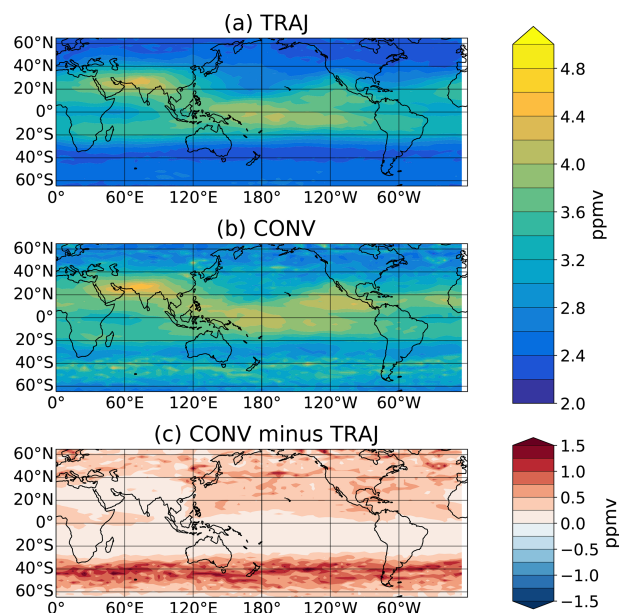 (a) TRAJ
60°N
40°N
20°N
0°
20°S
40°S
60°S
0° 60°E 120°E 180° 120°W 60°W
(b) CONV
60°N
40°N
20°N
0°
20°S
40°S
60°S
0° 60°E 120°E 180° 120°W 60°W
(c) CONV minus TRAJ
60°N
40°N
20°N
0°
20°S
40°S
60°S
0° 60°E 120°E 180° 120°W 60°W
4.8
4.4
4.0
3.6
3.2
2.8
2.4
2.0
ppmv
1.5
1.0
0.5
0.0
−0.5
−1.0
−1.5
ppmv